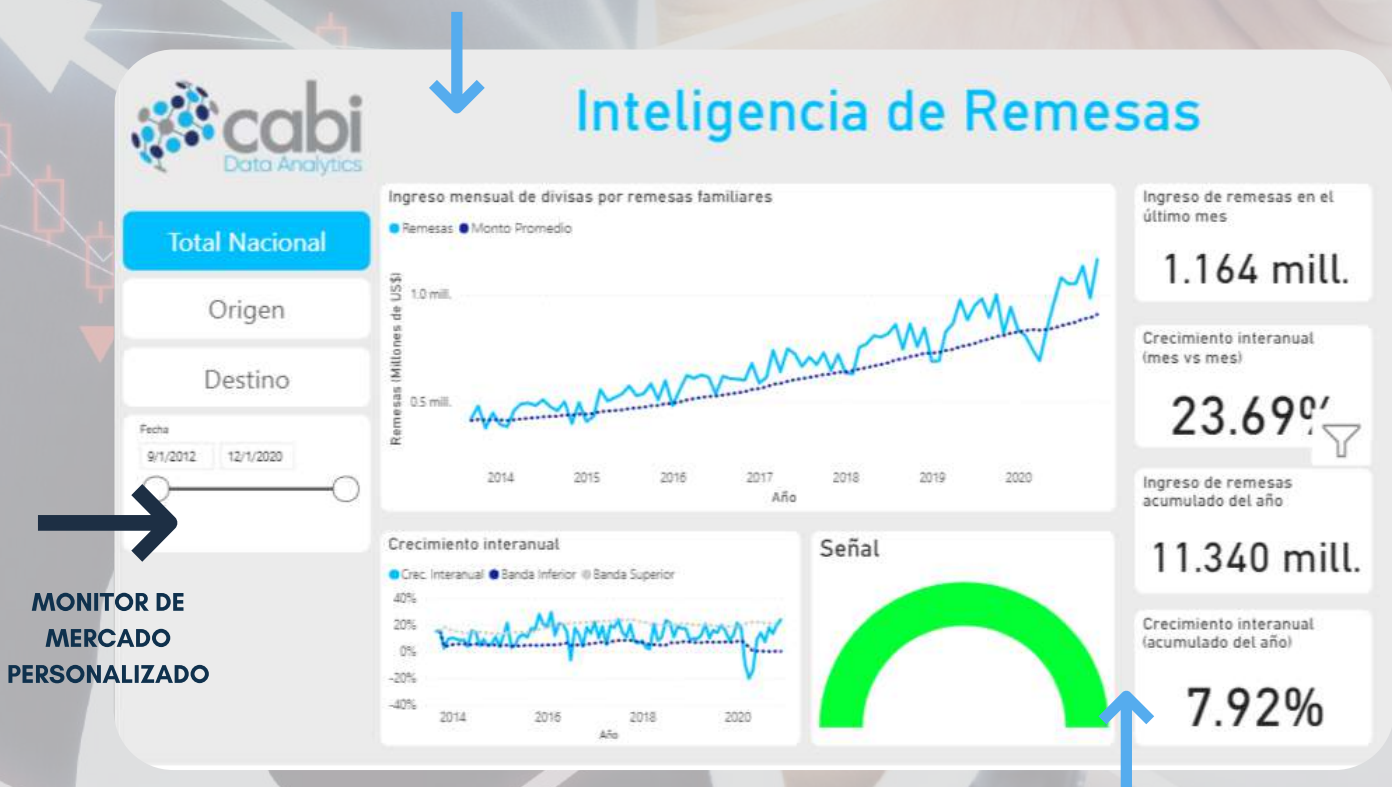 cabi
Data Analytics
Inteligencia de Remesas
Total Nacional
Origen
Destino
Fecha
9/1/2012 12/1/2020
MONITOR DE
MERCADO
PERSONALIZADO
Ingreso mensual de divisas por remesas familiares
Remesas Monto Promedio
Remesas (Millones de US$)
1.0 mill.
0.5 mill.
2014 2015 2016 2017 2018 2019 2020
Año
Crecimiento interanual
Crec. Interanual Banda Inferior Banda Superior
40%
20%
0%
-20%
-40%
2014 2016 2018 2020
Año
Señal
Ingreso de remesas en el
último mes
1.164 mill.
Crecimiento interanual
(mes vs mes)
23.69%
Ingreso de remesas
acumulado del año
11.340 mill.
Crecimiento interanual
(acumulado del año)
7.92%